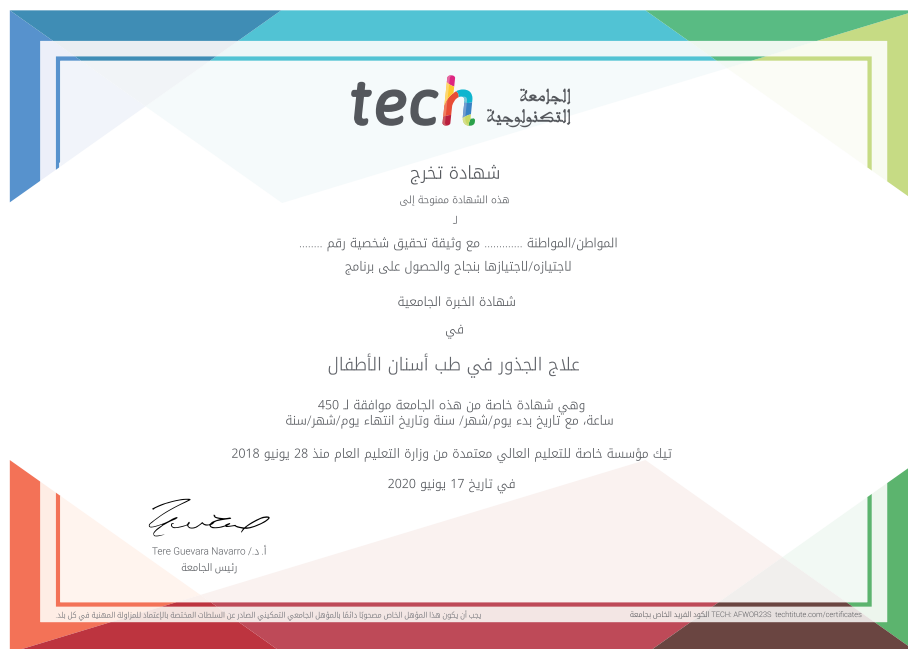 tech الجامعة
التكنولوجية
شهادة تخرج
هذه الشهادة ممنوحة إلى
لـ
المواطن/المواطنة ............. مع وثيقة تحقيق شخصية رقم ........
لاجتيازه/لاجتيازها بنجاح والحصول على برنامج
شهادة الخبرة الجامعية
في
علاج الجذور في طب أسنان الأطفال
وهي شهادة خاصة من هذه الجامعة موافقة لـ 450
ساعة، مع تاريخ بدء يوم/شهر/ سنة وتاريخ انتهاء يوم/شهر/سنة
تيك مؤسسة خاصة للتعليم العالي معتمدة من وزارة التعليم العام منذ 28 يونيو 2018
في تاريخ 17 يونيو 2020
أ. د./ Tere Guevara Navarro
رئيس الجامعة
يجب أن يكون هذا المؤهل الخاص مصحوبًا دائمًا بالمؤهل الجامعي التمكيني الصادر عن السلطات المختصة بالإعتماد للمزاولة المهنية في كل بلد.
الكود الفريد الخاص بجامعة TECH: AFWOR23S techtitute.com/certificates